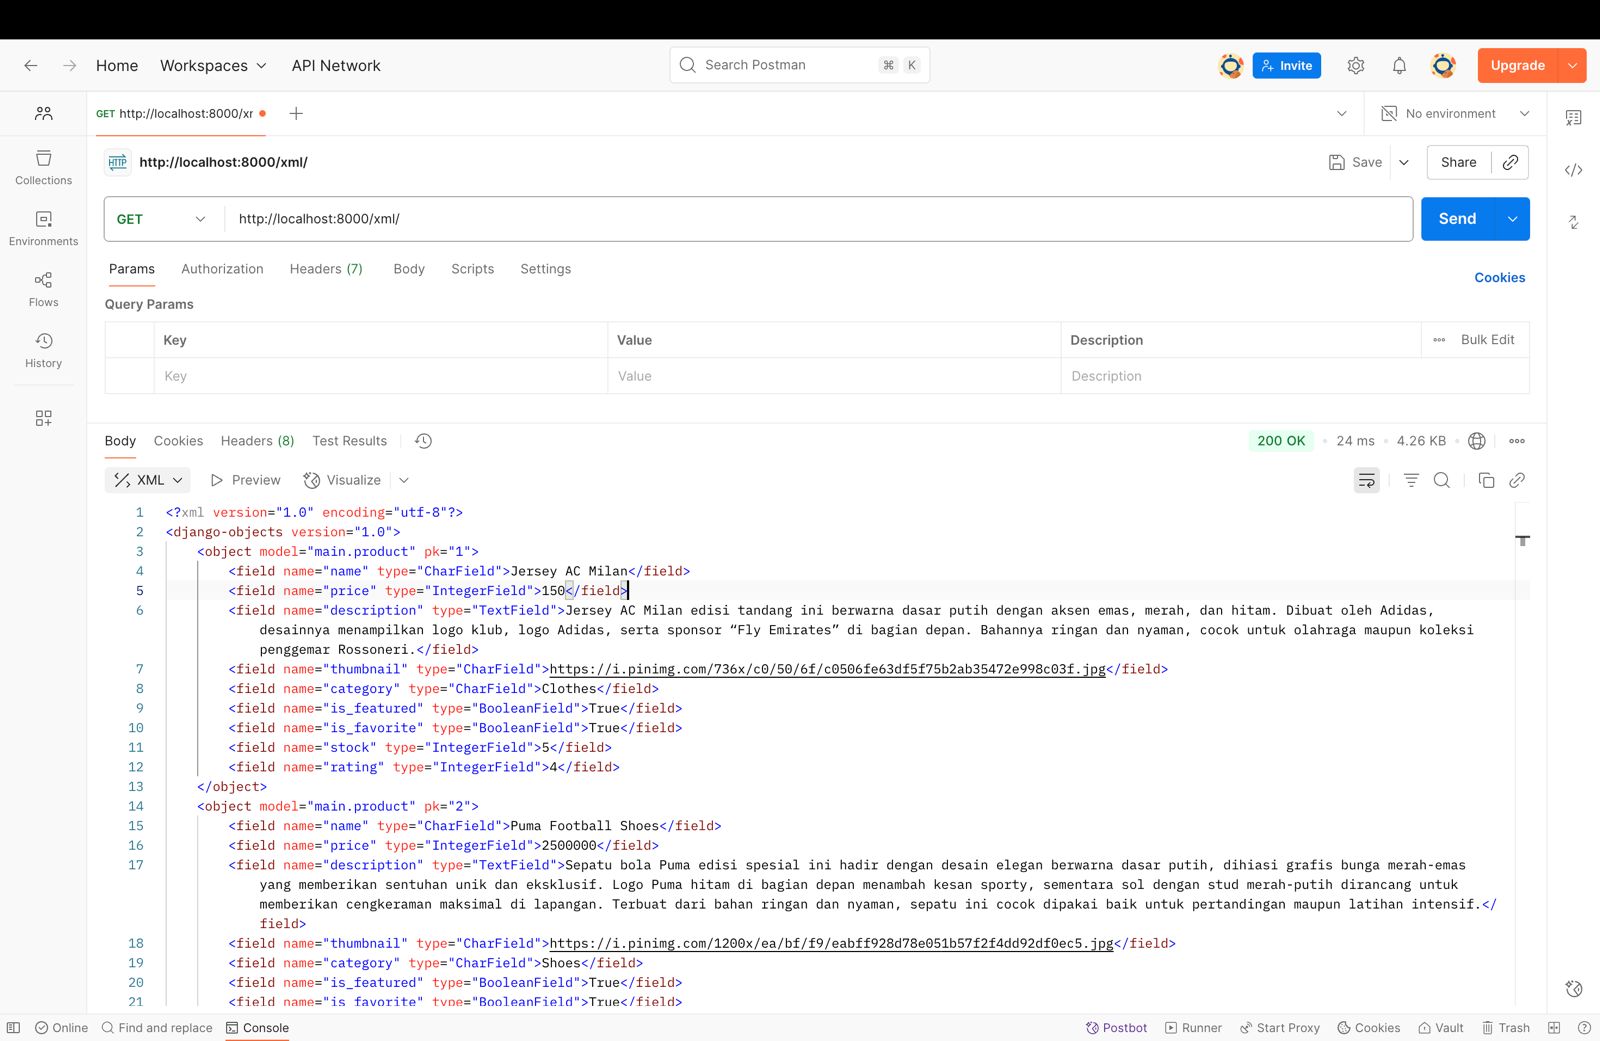 Home Workspaces API Network
Search Postman ⌘ K
Invite
Upgrade
GET http://localhost:8000/xr
No environment
HTTP http://localhost:8000/xml/
Save
Share
GET http://localhost:8000/xml/
Send
Collections
Environments
Flows
History
Params Authorization Headers (7) Body Scripts Settings
Cookies
Query Params
Key Value Description Bulk Edit
Key Value Description
Body Cookies Headers (8) Test Results
200 OK • 24 ms • 4.26 KB •
XML Preview Visualize
1 <?xml version="1.0" encoding="utf-8"?>
2 <django-objects version="1.0">
3 <object model="main.product" pk="1">
4 <field name="name" type="CharField">Jersey AC Milan</field>
5 <field name="price" type="IntegerField">150</field>
6 <field name="description" type="TextField">Jersey AC Milan edisi tandang ini berwarna dasar putih dengan aksen emas, merah, dan hitam. Dibuat oleh Adidas,
desainnya menampilkan logo klub, logo Adidas, serta sponsor “Fly Emirates” di bagian depan. Bahannya ringan dan nyaman, cocok untuk olahraga maupun koleksi
penggemar Rossoneri.</field>
7 <field name="thumbnail" type="CharField">https://i.pinimg.com/736x/c0/50/6f/c0506fe63df5f75b2ab35472e998c03f.jpg</field>
8 <field name="category" type="CharField">Clothes</field>
9 <field name="is_featured" type="BooleanField">True</field>
10 <field name="is_favorite" type="BooleanField">True</field>
11 <field name="stock" type="IntegerField">5</field>
12 <field name="rating" type="IntegerField">4</field>
13 </object>
14 <object model="main.product" pk="2">
15 <field name="name" type="CharField">Puma Football Shoes</field>
16 <field name="price" type="IntegerField">2500000</field>
17 <field name="description" type="TextField">Sepatu bola Puma edisi spesial ini hadir dengan desain elegan berwarna dasar putih, dihiasi grafis bunga merah-emas
yang memberikan sentuhan unik dan eksklusif. Logo Puma hitam di bagian depan menambah kesan sporty, sementara sol dengan stud merah-putih dirancang untuk
memberikan cengkeraman maksimal di lapangan. Terbuat dari bahan ringan dan nyaman, sepatu ini cocok dipakai baik untuk pertandingan maupun latihan intensif.</
field>
18 <field name="thumbnail" type="CharField">https://i.pinimg.com/1200x/ea/bf/f9/eabff928d78e051b57f2f4dd92df0ec5.jpg</field>
19 <field name="category" type="CharField">Shoes</field>
20 <field name="is_featured" type="BooleanField">True</field>
21 <field name="is_favorite" type="BooleanField">True</field>
Online Find and replace Console Postbot Runner Start Proxy Cookies Vault Trash